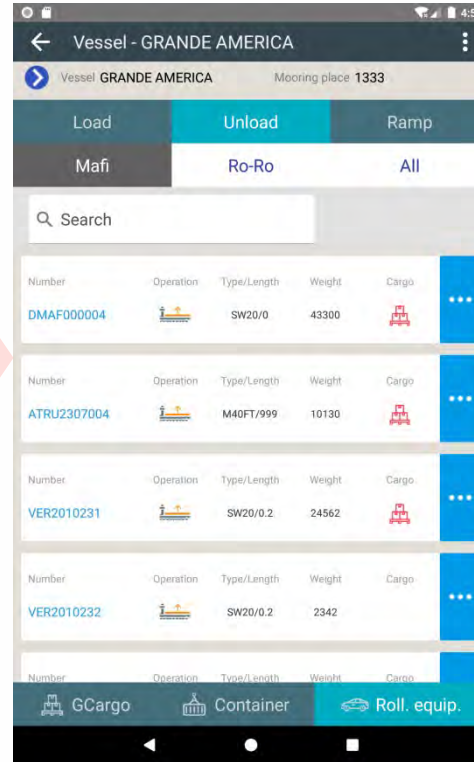 4:5
Vessel - GRANDE AMERICA
Vessel GRANDE AMERICA Mooring place 1333
Load Unload Ramp
Mafi Ro-Ro All
Search
Number Operation Type/Length Weight Cargo
DMAF000004 SW20/0 43300
Number Operation Type/Length Weight Cargo
ATRU2307004 M40FT/999 10130
Number Operation Type/Length Weight Cargo
VER2010231 SW20/0.2 24562
Number Operation Type/Length Weight Cargo
VER2010232 SW20/0.2 2342
Number Operation Type/Length Weight Cargo
GCargo Container Roll. equip.